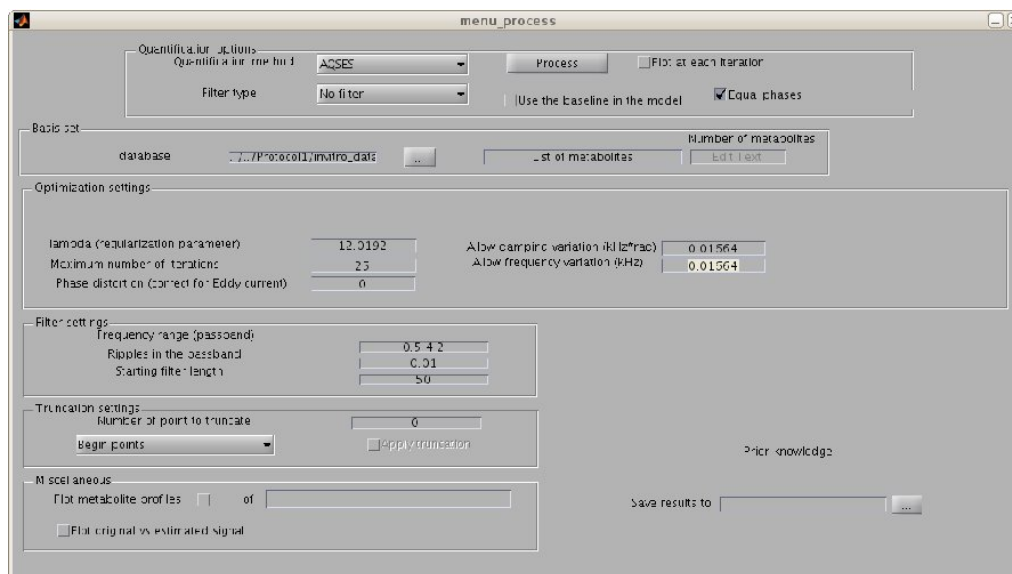 menu_process
Quantification options
Quantification method AQSES Process Plot at each iteration
Filter type No filter Use the baseline in the model Equal phases
Basis set
Number of metabolites
database ../../Protocol1/invitro_data ... List of metabolites Edit Text
Optimization settings
lambda (regularization parameter) 12.0192 Allow damping variation (kHz*rad) 0.01564
Maximum number of iterations 25 Allow frequency variation (kHz) 0.01564
Phase distortion (correct for Eddy current) 0
Filter settings
Frequency range (passband) 0.5 4.2
Ripples in the passband 0.01
Starting filter length 50
Truncation settings
Number of point to truncate 0
Begin points Apply truncation
Prior knowledge
Miscellaneous
Plot metabolite profiles of
Save results to ...
Plot original vs estimated signal